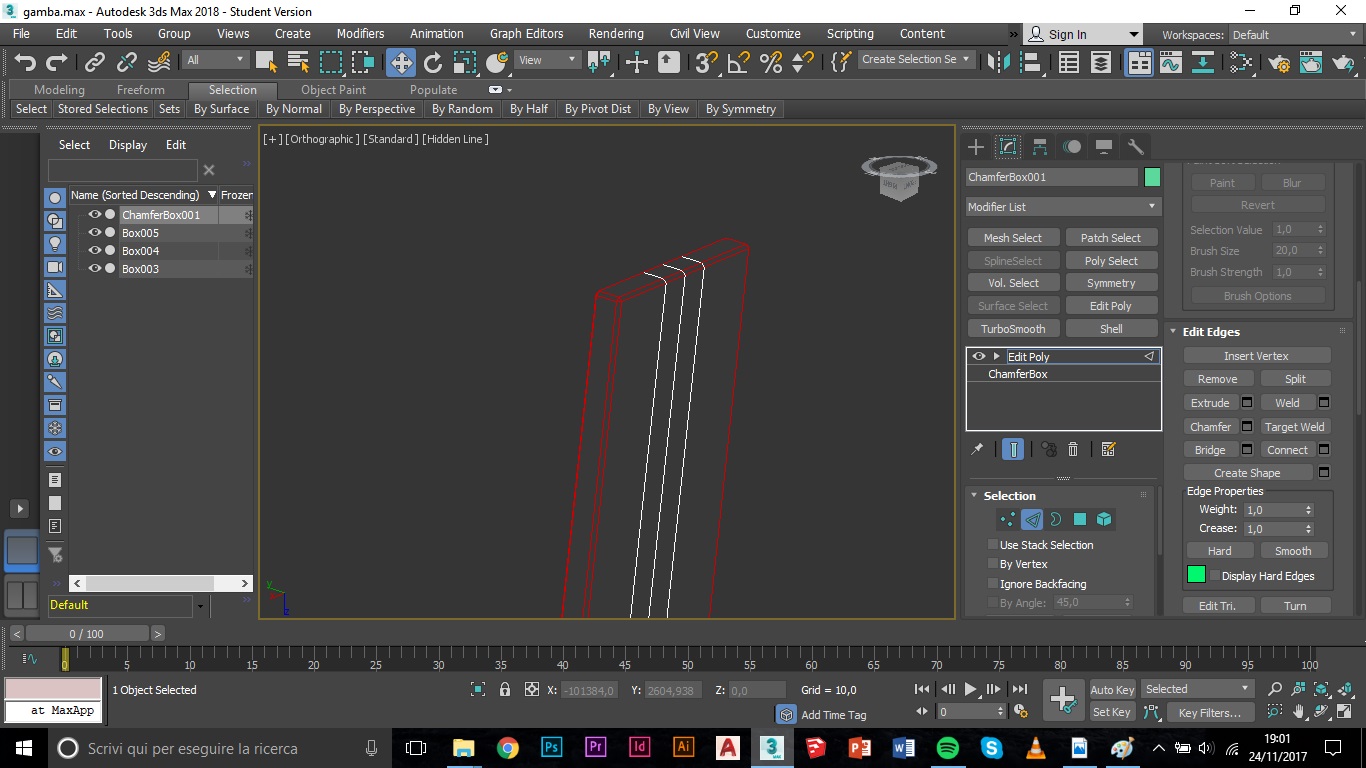 gamba.max - Autodesk 3ds Max 2018 - Student Version
File Edit Tools Group Views Create Modifiers Animation Graph Editors Rendering Civil View Customize Scripting Content » Sign In Workspaces: Default
All View Create Selection Se
Modeling Freeform Selection Object Paint Populate
Select Stored Selections Sets By Surface By Normal By Perspective By Random By Half By Pivot Dist By View By Symmetry
Select Display Edit
Name (Sorted Descending) ▼ Frozen
ChamferBox001
Box005
Box004
Box003
Default
[+] [Orthographic ] [Standard ] [Hidden Line ]
y
z
ChamferBox001
Modifier List
Mesh Select Patch Select
SplineSelect Poly Select
Vol. Select Symmetry
Surface Select Edit Poly
TurboSmooth Shell
Edit Poly
ChamferBox
Selection
Use Stack Selection
By Vertex
Ignore Backfacing
By Angle: 45,0
Paint Blur
Revert
Selection Value 1,0
Brush Size 20,0
Brush Strength 1,0
Brush Options
Edit Edges
Insert Vertex
Remove Split
Extrude Weld
Chamfer Target Weld
Bridge Connect
Create Shape
Edge Properties
Weight: 1,0
Crease: 1,0
Hard Smooth
Display Hard Edges
Edit Tri. Turn
< 0 / 100 >
0 5 10 15 20 25 30 35 40 45 50 55 60 65 70 75 80 85 90 95 100
1 Object Selected X: -101384,0 Y: 2604,938 Z: 0,0 Grid = 10,0 Auto Key Selected
at MaxApp Add Time Tag 0 Set Key Key Filters...
Scrivi qui per eseguire la ricerca
Ps Pr Id Ai A 3 MAX P W S
19:01
24/11/2017